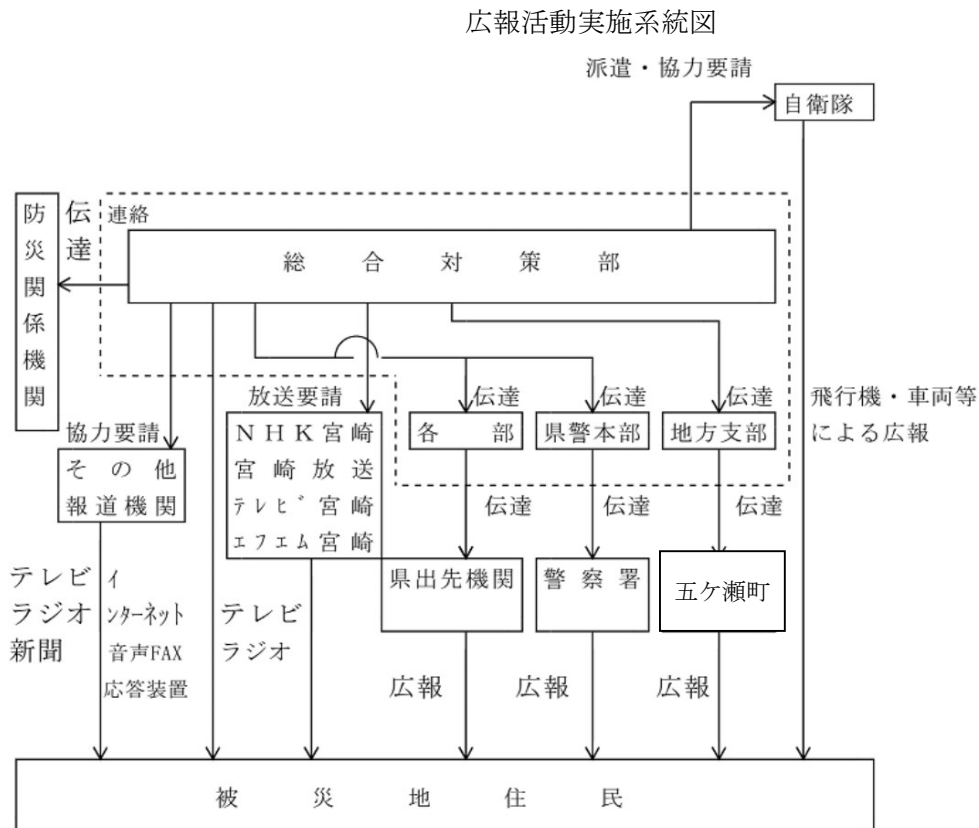 広報活動実施系統図
派遣・協力要請
自衛隊
防災関係機関
伝達
連絡
総合対策部
放送要請
伝達
伝達
伝達
飛行機・車両等
による広報
協力要請
NHK宮崎
宮崎放送
テレビ宮崎
エフエム宮崎
各部
県警本部
地方支部
その他
報道機関
伝達
伝達
伝達
県出先機関
警察署
五ケ瀬町
テレビ
ラジオ
新聞
インターネット
音声FAX
応答装置
テレビ
ラジオ
広報
広報
広報
被災地住民